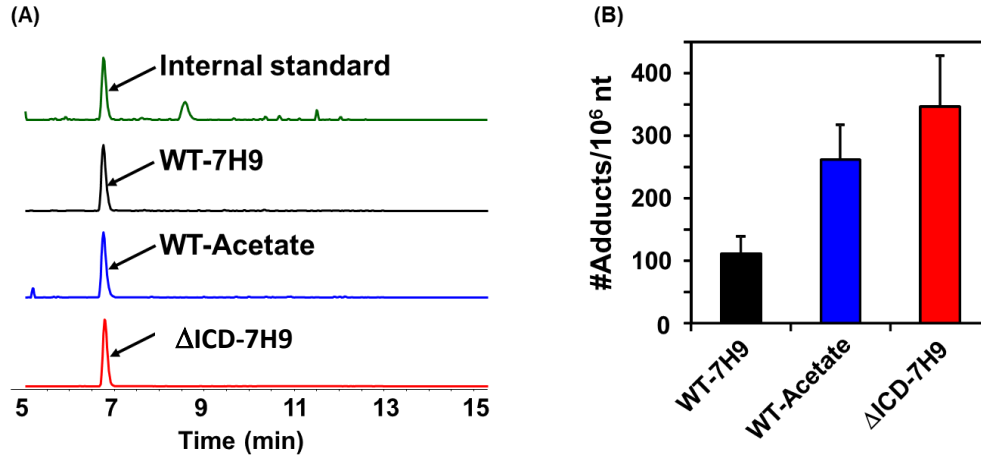 (A)
Internal standard
WT-7H9
WT-Acetate
ΔICD-7H9
5 7 9 11 13 15
Time (min)
(B)
#Adducts/10⁶ nt
400
300
200
100
0
WT-7H9
WT-Acetate
ΔICD-7H9